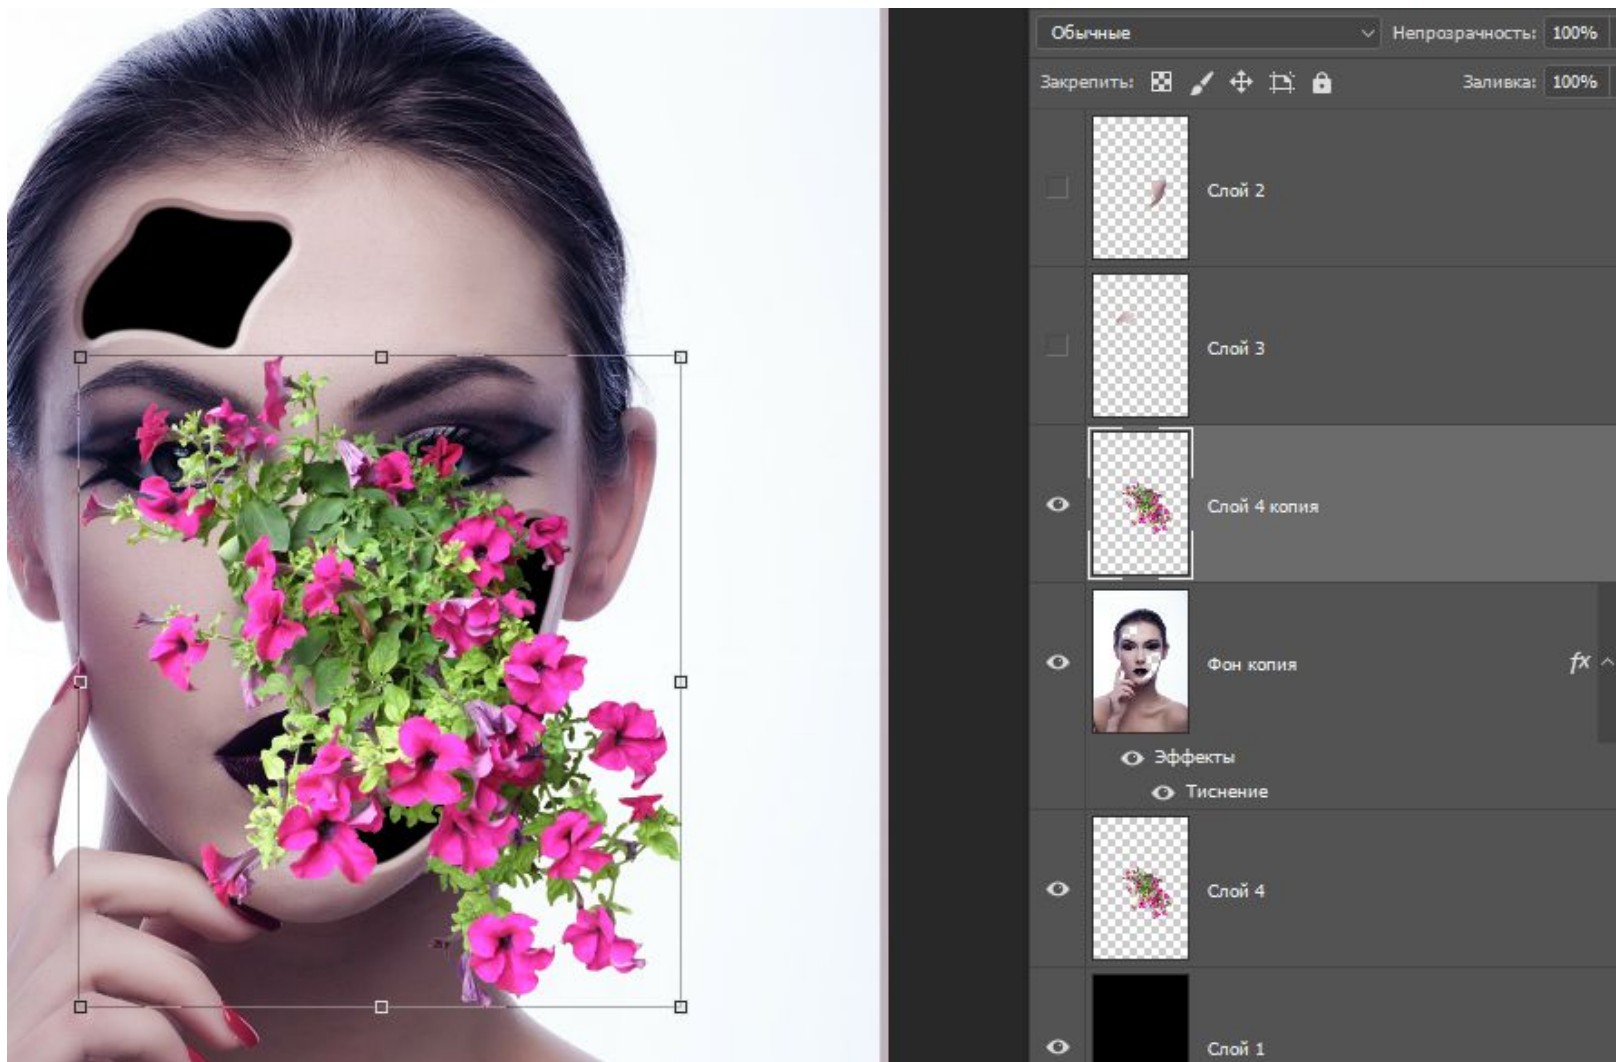 Обычные
Непрозрачность: 100%
Закрепить:
Заливка: 100%
Слой 2
Слой 3
Слой 4 копия
Фон копия
fx
Эффекты
Тиснение
Слой 4
Слой 1